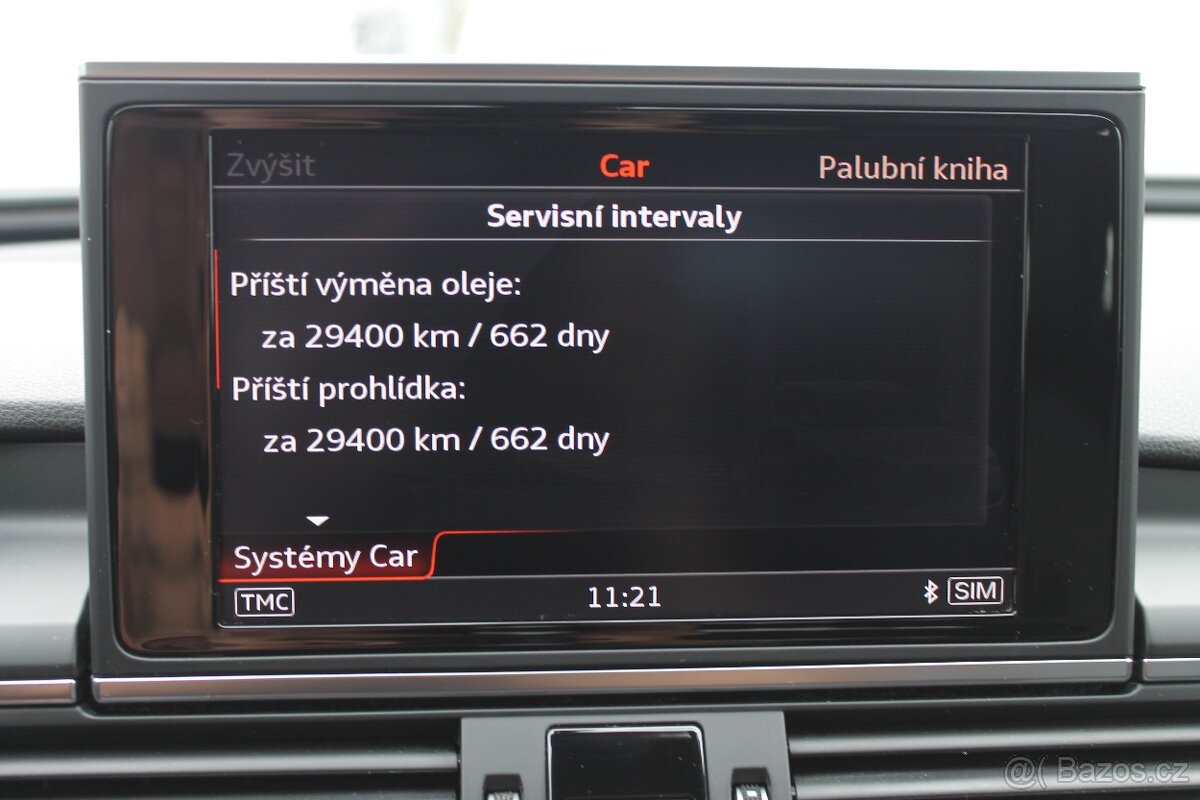 Zvýšit Car Palubní kniha
Servisní intervaly
Příští výměna oleje:
za 29400 km / 662 dny
Příští prohlídka:
za 29400 km / 662 dny
Systémy Car
TMC 11:21 SIM
@( Bazos.cz